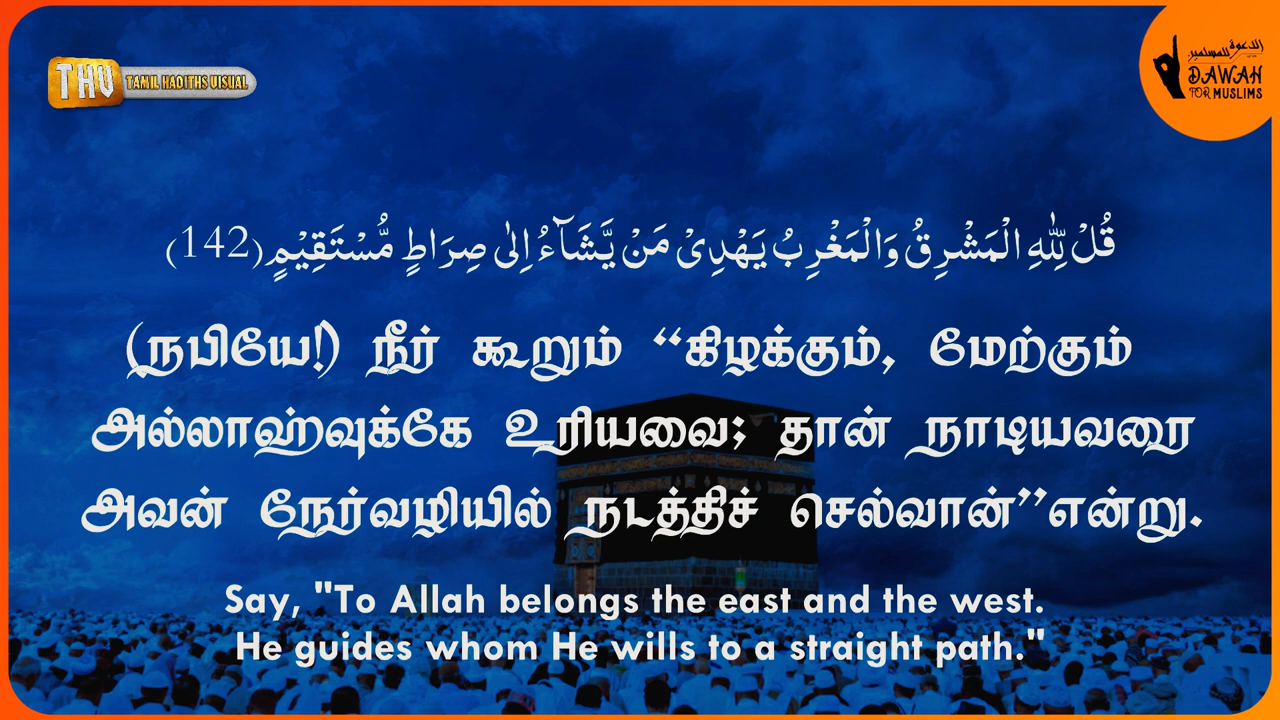 THV TAMIL HADITHS VISUAL
الدعوة للمسلمين
DAWAH
FOR MUSLIMS
قُلْ لِّلّٰهِ الْمَشْرِقُ وَالْمَغْرِبُ يَهْدِىْ مَنْ يَّشَآءُ اِلٰى صِرَاطٍ مُّسْتَقِيْمٍ(142)
(நபியே!) நீர் கூறும் “கிழக்கும், மேற்கும்
அல்லாஹ்வுக்கே உரியவை; தான் நாடியவரை
அவன் நேர்வழியில் நடத்திச் செல்வான்”என்று.
Say, "To Allah belongs the east and the west.
He guides whom He wills to a straight path."